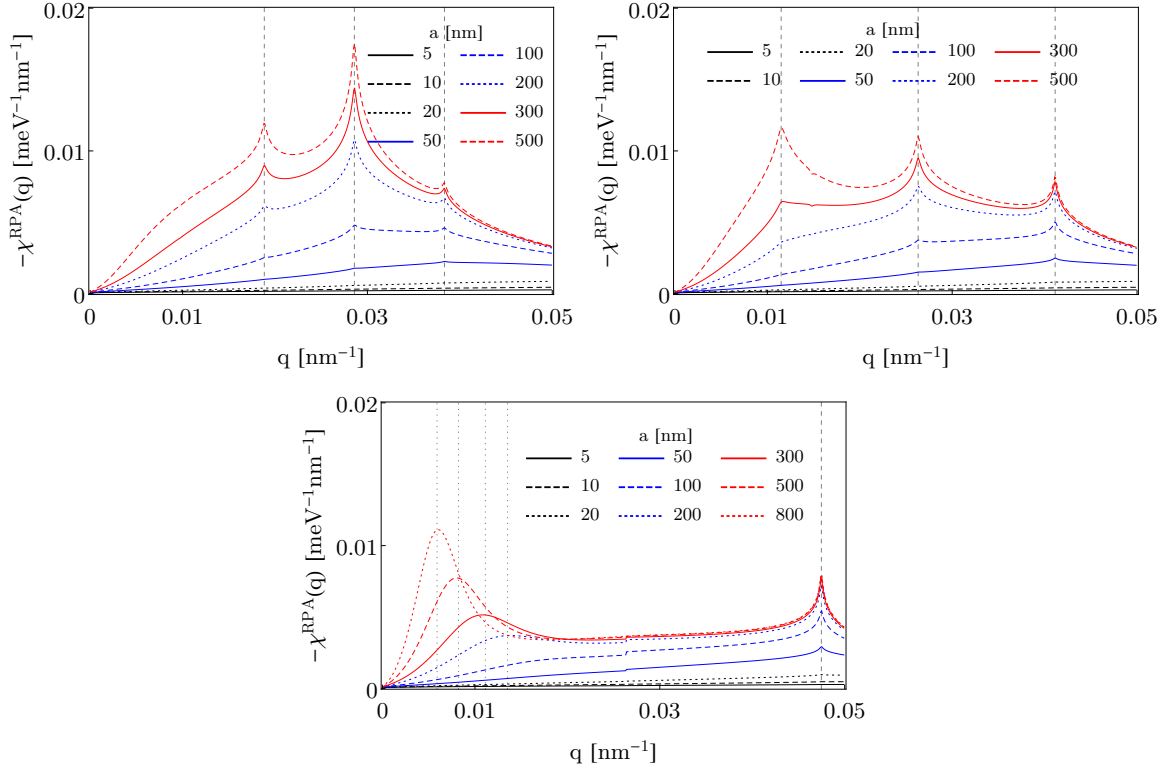 0.02
0.01
0
−χ^RPA(q) [meV⁻¹nm⁻¹]
a [nm]
5 100
10 200
20 300
50 500
0 0.01 0.03 0.05
q [nm⁻¹]
0.02
0.01
0
−χ^RPA(q) [meV⁻¹nm⁻¹]
a [nm]
5 20 100 300
10 50 200 500
0 0.01 0.03 0.05
q [nm⁻¹]
0.02
0.01
0
−χ^RPA(q) [meV⁻¹nm⁻¹]
a [nm]
5 50 300
10 100 500
20 200 800
0 0.01 0.03 0.05
q [nm⁻¹]